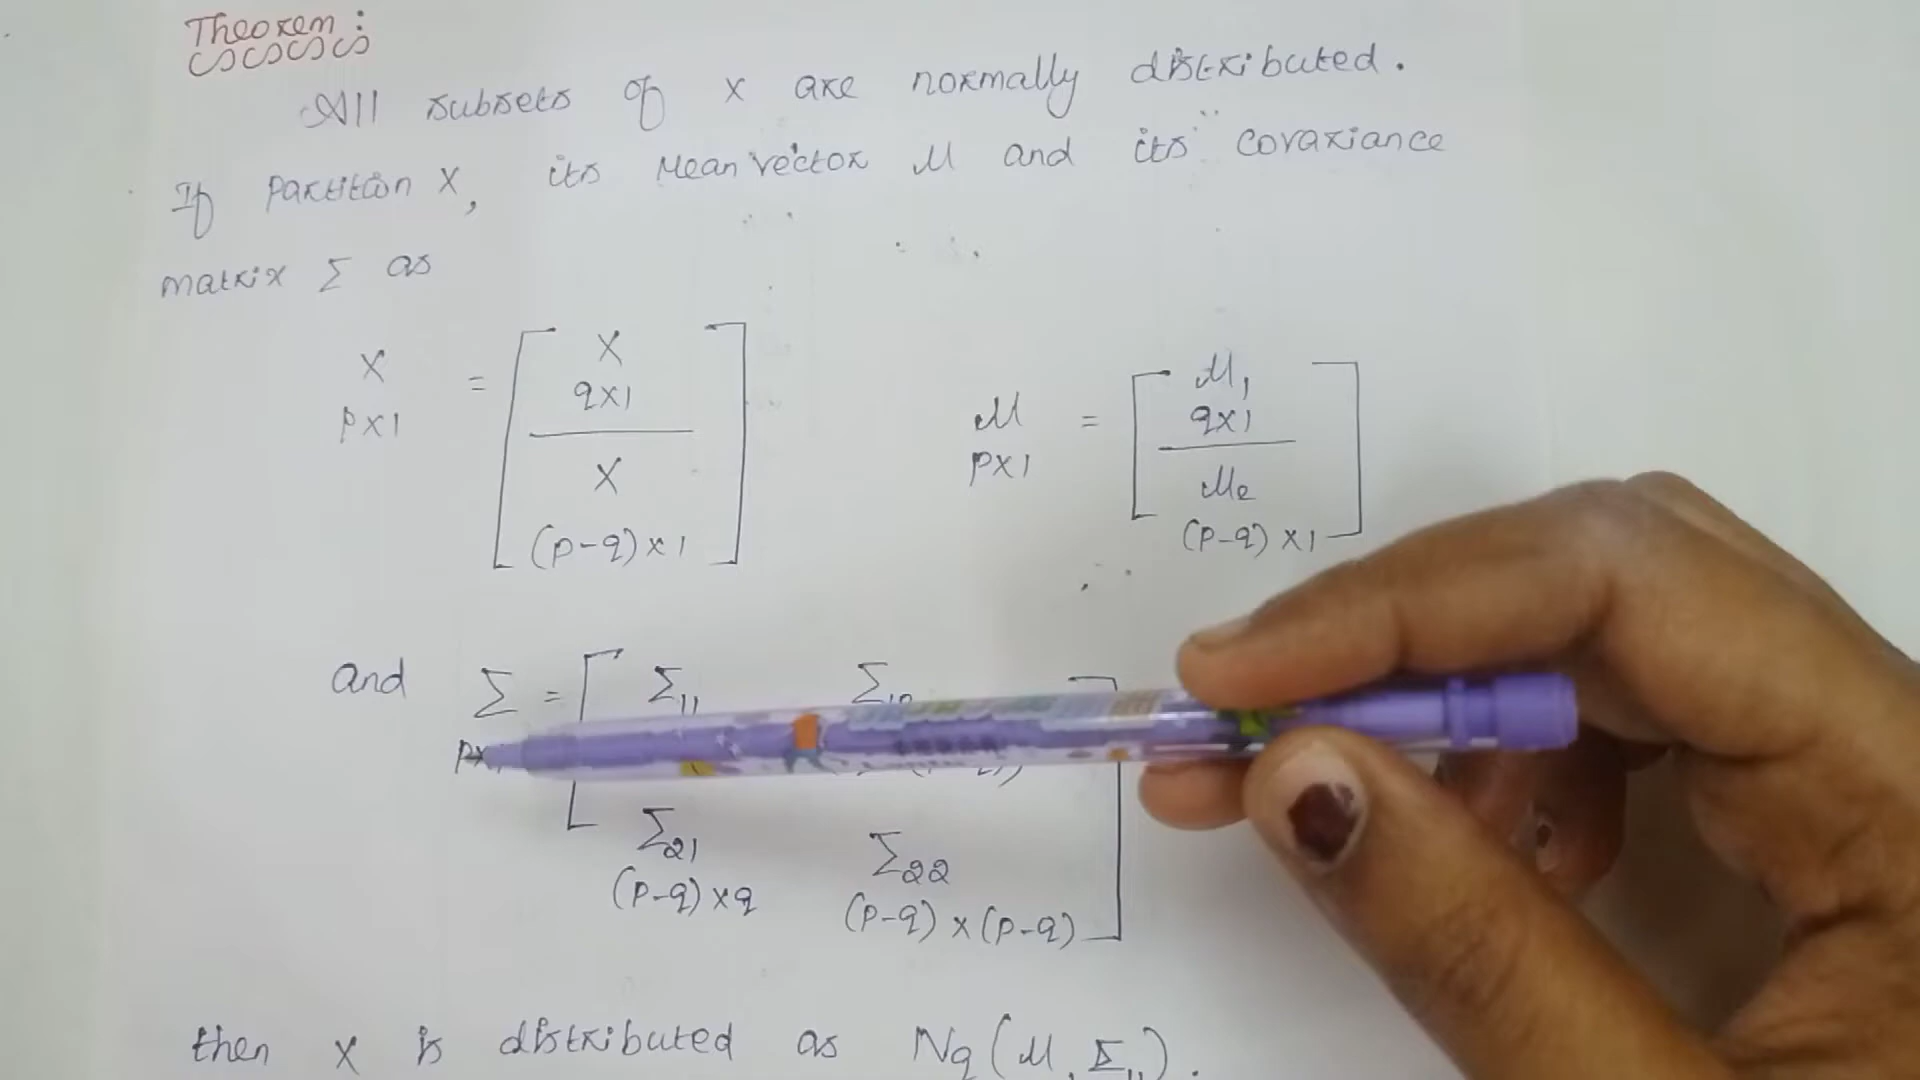 Theorem :
All subsets of X are normally distributed.
If Partition X, its Mean vector μ and its covariance
matrix Σ as
X = [ X
p×1 q×1
X
(p-q)×1 ]
μ = [ μ1
p×1 q×1
μ2
(p-q)×1 ]
and Σ = [ Σ11 Σ12
Σ21 Σ22
(p-q)×q (p-q)×(p-q) ]
then X is distributed as Nq(μ, Σ11).